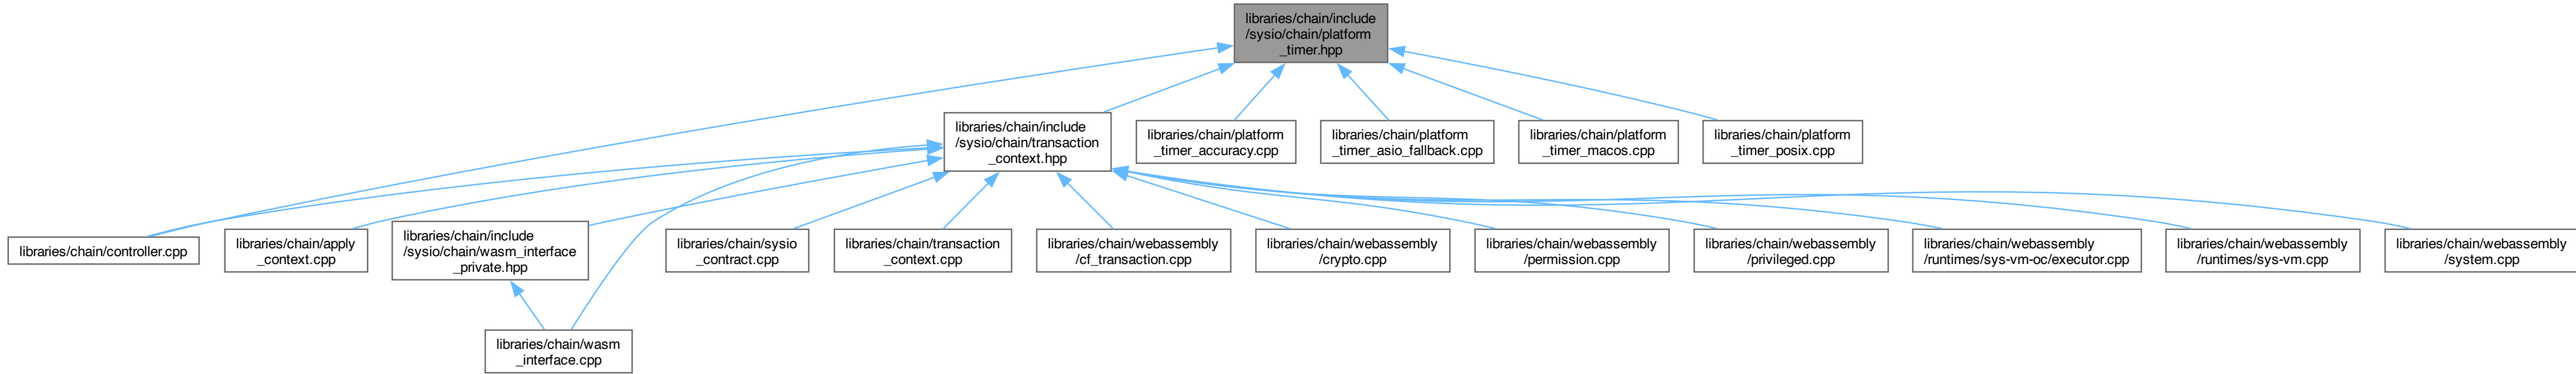 libraries/chain/include
/sysio/chain/platform
_timer.hpp
libraries/chain/include
/sysio/chain/transaction
_context.hpp
libraries/chain/platform
_timer_accuracy.cpp
libraries/chain/platform
_timer_asio_fallback.cpp
libraries/chain/platform
_timer_macos.cpp
libraries/chain/platform
_timer_posix.cpp
libraries/chain/controller.cpp
libraries/chain/apply
_context.cpp
libraries/chain/include
/sysio/chain/wasm_interface
_private.hpp
libraries/chain/sysio
_contract.cpp
libraries/chain/transaction
_context.cpp
libraries/chain/webassembly
/cf_transaction.cpp
libraries/chain/webassembly
/crypto.cpp
libraries/chain/webassembly
/permission.cpp
libraries/chain/webassembly
/privileged.cpp
libraries/chain/webassembly
/runtimes/sys-vm-oc/executor.cpp
libraries/chain/webassembly
/runtimes/sys-vm.cpp
libraries/chain/webassembly
/system.cpp
libraries/chain/wasm
_interface.cpp